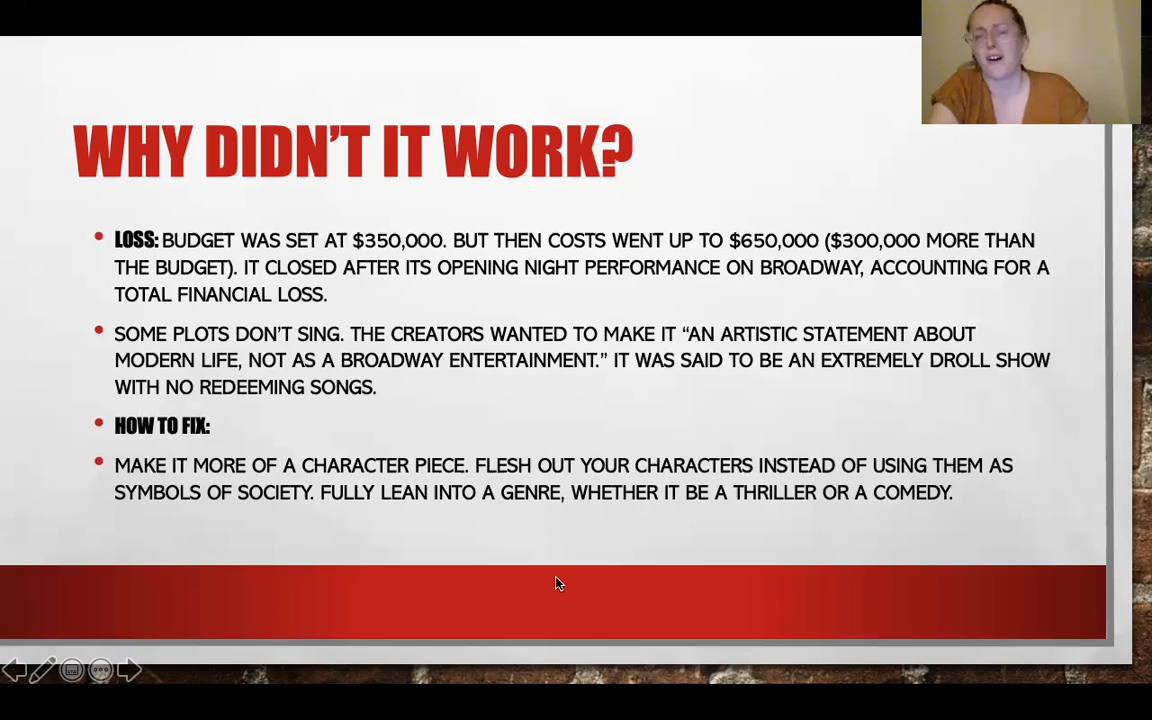 WHY DIDN'T IT WORK?
LOSS: BUDGET WAS SET AT $350,000. BUT THEN COSTS WENT UP TO $650,000 ($300,000 MORE THAN
THE BUDGET). IT CLOSED AFTER ITS OPENING NIGHT PERFORMANCE ON BROADWAY, ACCOUNTING FOR A
TOTAL FINANCIAL LOSS.
SOME PLOTS DON'T SING. THE CREATORS WANTED TO MAKE IT “AN ARTISTIC STATEMENT ABOUT
MODERN LIFE, NOT AS A BROADWAY ENTERTAINMENT.” IT WAS SAID TO BE AN EXTREMELY DROLL SHOW
WITH NO REDEEMING SONGS.
HOW TO FIX:
MAKE IT MORE OF A CHARACTER PIECE. FLESH OUT YOUR CHARACTERS INSTEAD OF USING THEM AS
SYMBOLS OF SOCIETY. FULLY LEAN INTO A GENRE, WHETHER IT BE A THRILLER OR A COMEDY.